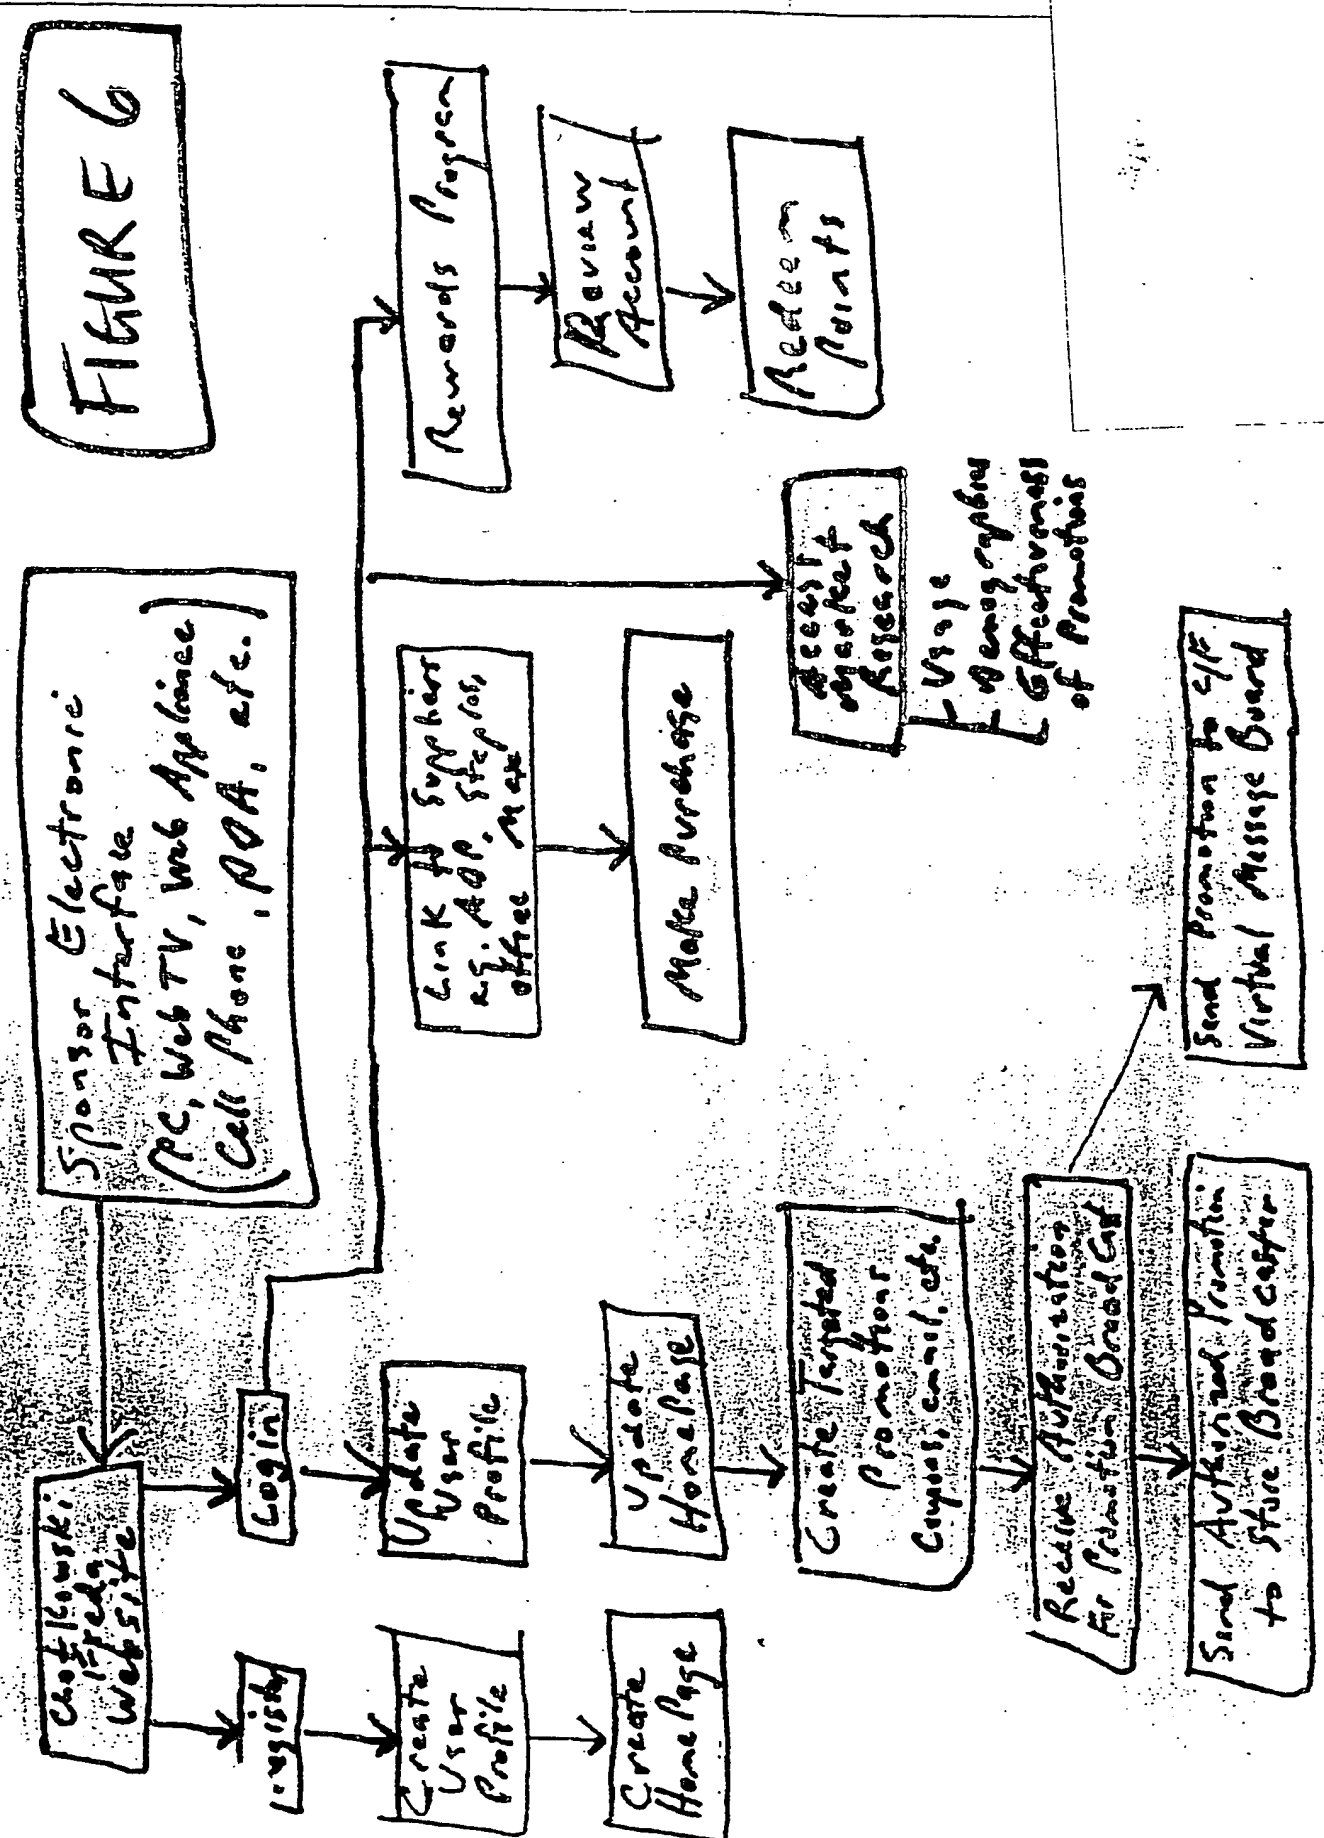 FIGURE 6
Sponsor Electronic
Interface
(PC, Web TV, Web Appliance)
(Cell Phone, PDA, etc.)
Website
Register
Create
User
Profile
Create
Home Page
Login
Update
User
Profile
Update
HomePage
Create Targeted
Promotions
Coupons, email, etc.
Receive Authorization
For Promotion BroadCast
Send Authorized Promotion
to Store Broadcaster
Send Promotion to
Virtual Message Board
Link to Suppliers
e.g. ADP, Staples,
Office Max
Make Purchase
Access
Market
Research
Usage
Demographics
Effectiveness
of Promotions
Rewards Program
Review
Account
Redeem
Points